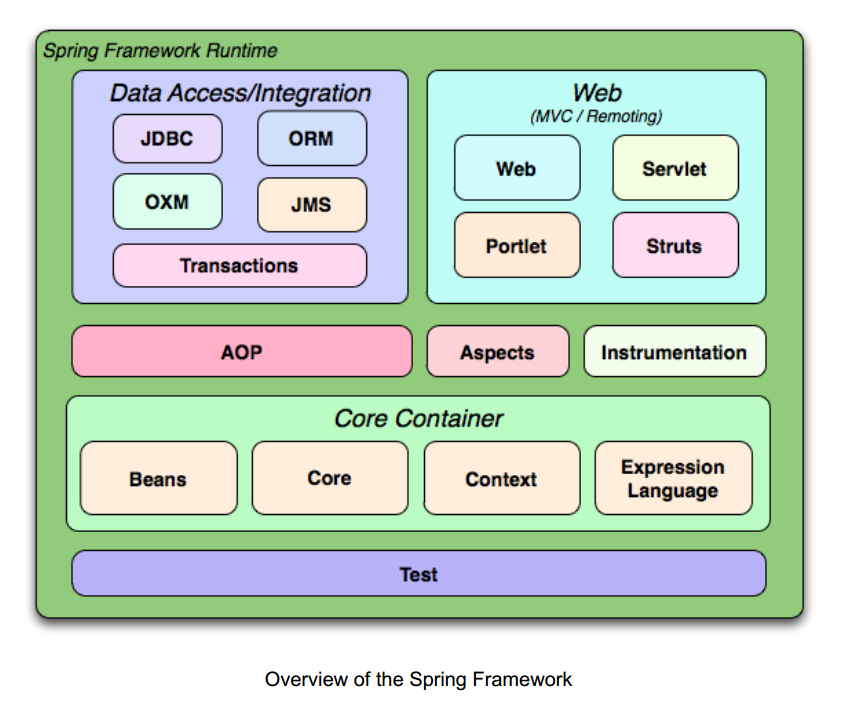 Spring Framework Runtime
Data Access/Integration
JDBC
ORM
OXM
JMS
Transactions
Web
(MVC / Remoting)
Web
Servlet
Portlet
Struts
AOP
Aspects
Instrumentation
Core Container
Beans
Core
Context
Expression
Language
Test
Overview of the Spring Framework